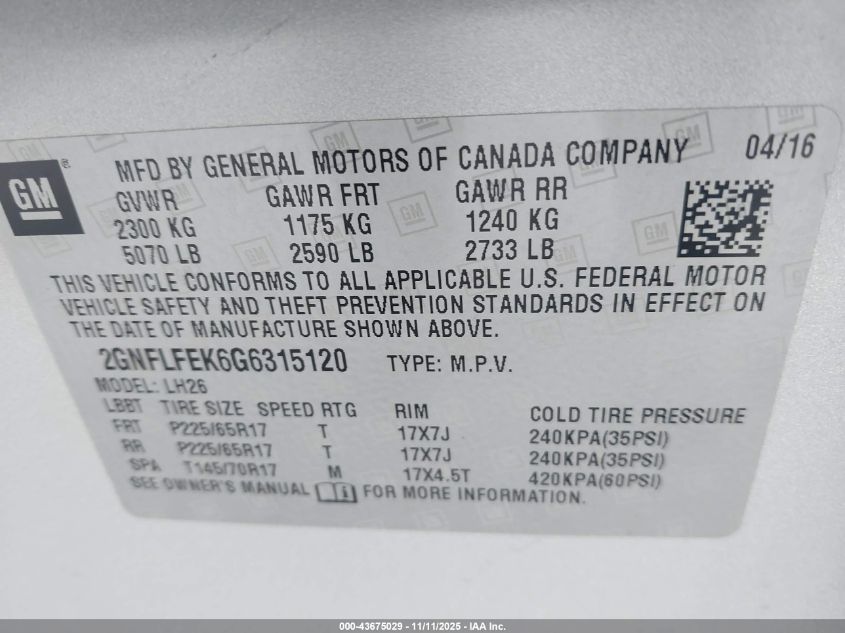 GM
MFD BY GENERAL MOTORS OF CANADA COMPANY 04/16
GVWR GAWR FRT GAWR RR
2300 KG 1175 KG 1240 KG
5070 LB 2590 LB 2733 LB
THIS VEHICLE CONFORMS TO ALL APPLICABLE U.S. FEDERAL MOTOR
VEHICLE SAFETY AND THEFT PREVENTION STANDARDS IN EFFECT ON
THE DATE OF MANUFACTURE SHOWN ABOVE.
2GNFLFEK6G6315120 TYPE: M.P.V.
MODEL: LH26
LBBT TIRE SIZE SPEED RTG RIM COLD TIRE PRESSURE
FRT P225/65R17 T 17X7J 240KPA(35PSI)
RR P225/65R17 T 17X7J 240KPA(35PSI)
SPA T145/70R17 M 17X4.5T 420KPA(60PSI)
SEE OWNER'S MANUAL FOR MORE INFORMATION.
000-43675029 - 11/11/2025 - IAA Inc.